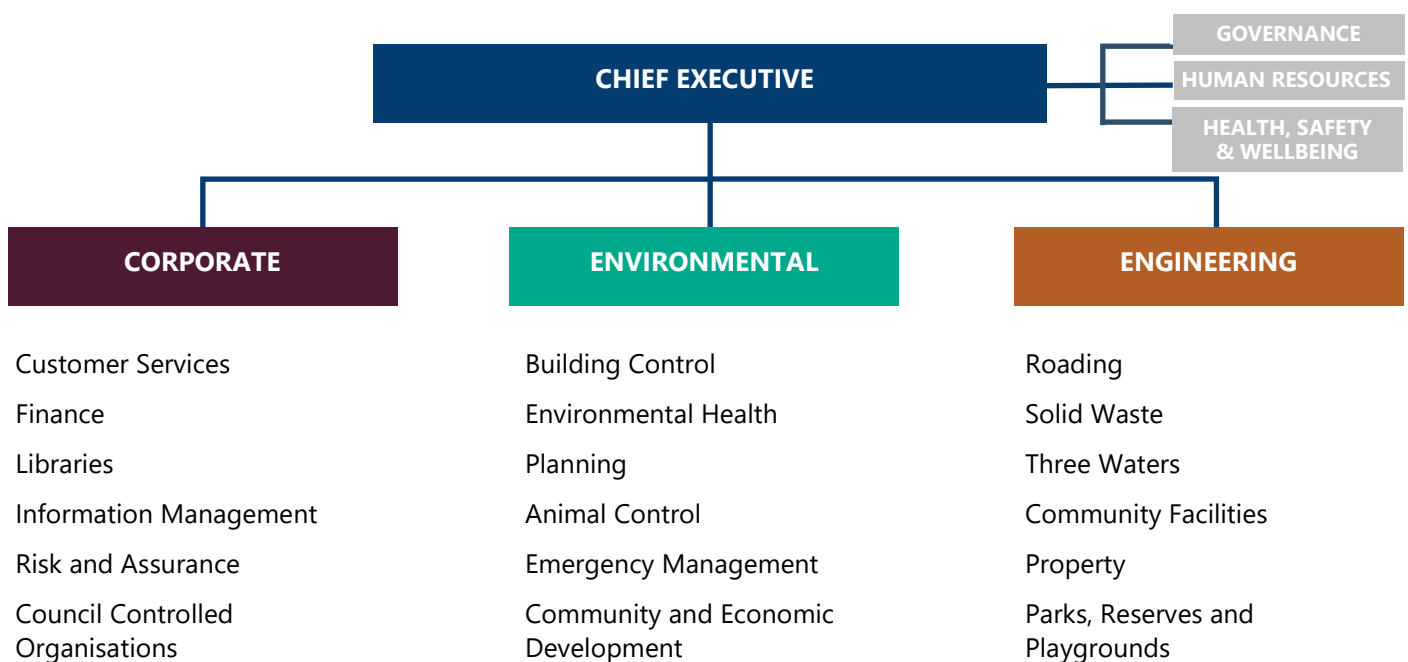 GOVERNANCE
CHIEF EXECUTIVE
HUMAN RESOURCES
HEALTH, SAFETY
& WELLBEING
CORPORATE
Customer Services
Finance
Libraries
Information Management
Risk and Assurance
Council Controlled
Organisations
ENVIRONMENTAL
Building Control
Environmental Health
Planning
Animal Control
Emergency Management
Community and Economic
Development
ENGINEERING
Roading
Solid Waste
Three Waters
Community Facilities
Property
Parks, Reserves and
Playgrounds